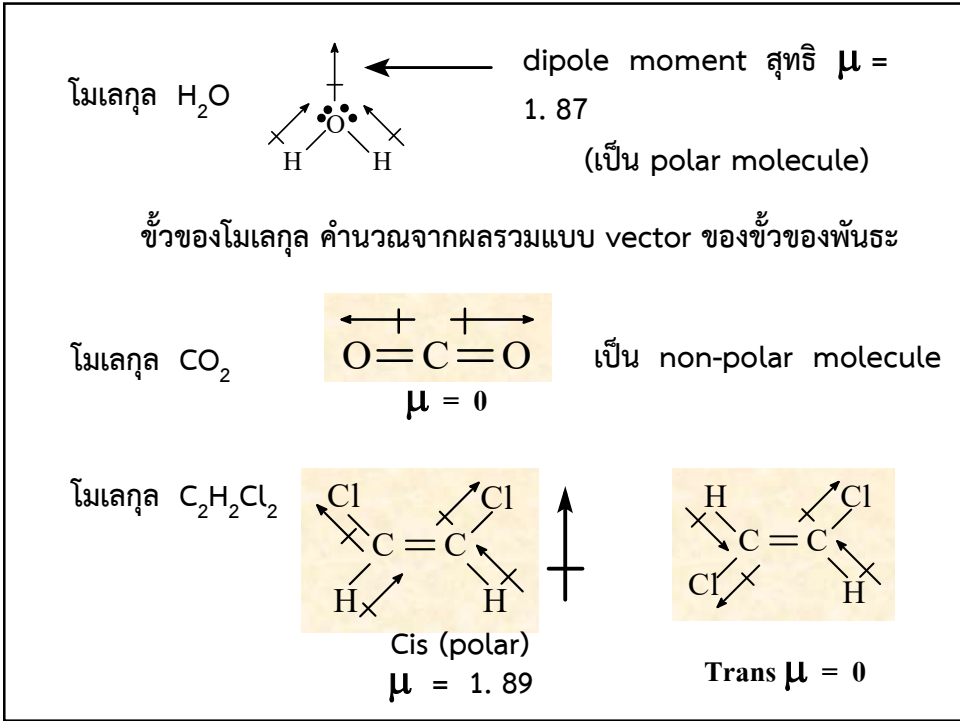 โมเลกุล H₂O
dipole moment สุทธิ µ =
1. 87
O
H H
(เป็น polar molecule)
ขั้วของโมเลกุล คำนวณจากผลรวมแบบ vector ของขั้วของพันธะ
โมเลกุล CO₂
O=C=O
เป็น non-polar molecule
µ = 0
โมเลกุล C₂H₂Cl₂
Cl Cl
C=C
H H
Cis (polar)
µ = 1. 89
H Cl
C=C
Cl H
Trans µ = 0